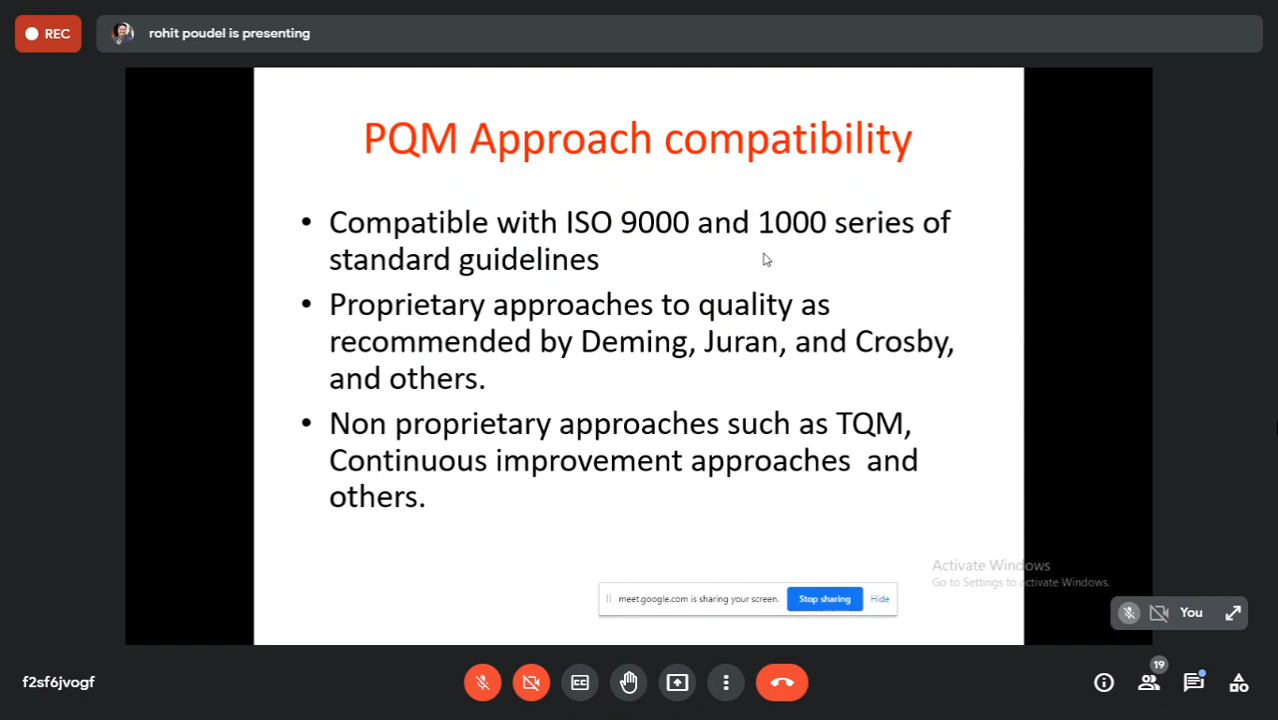 REC
rohit poudel is presenting
PQM Approach compatibility
• Compatible with ISO 9000 and 1000 series of
standard guidelines
• Proprietary approaches to quality as
recommended by Deming, Juran, and Crosby,
and others.
• Non proprietary approaches such as TQM,
Continuous improvement approaches and
others.
Activate Windows
Go to Settings to activate Windows.
meet.google.com is sharing your screen. Stop sharing Hide
You
19
f2sf6jvogf
CC